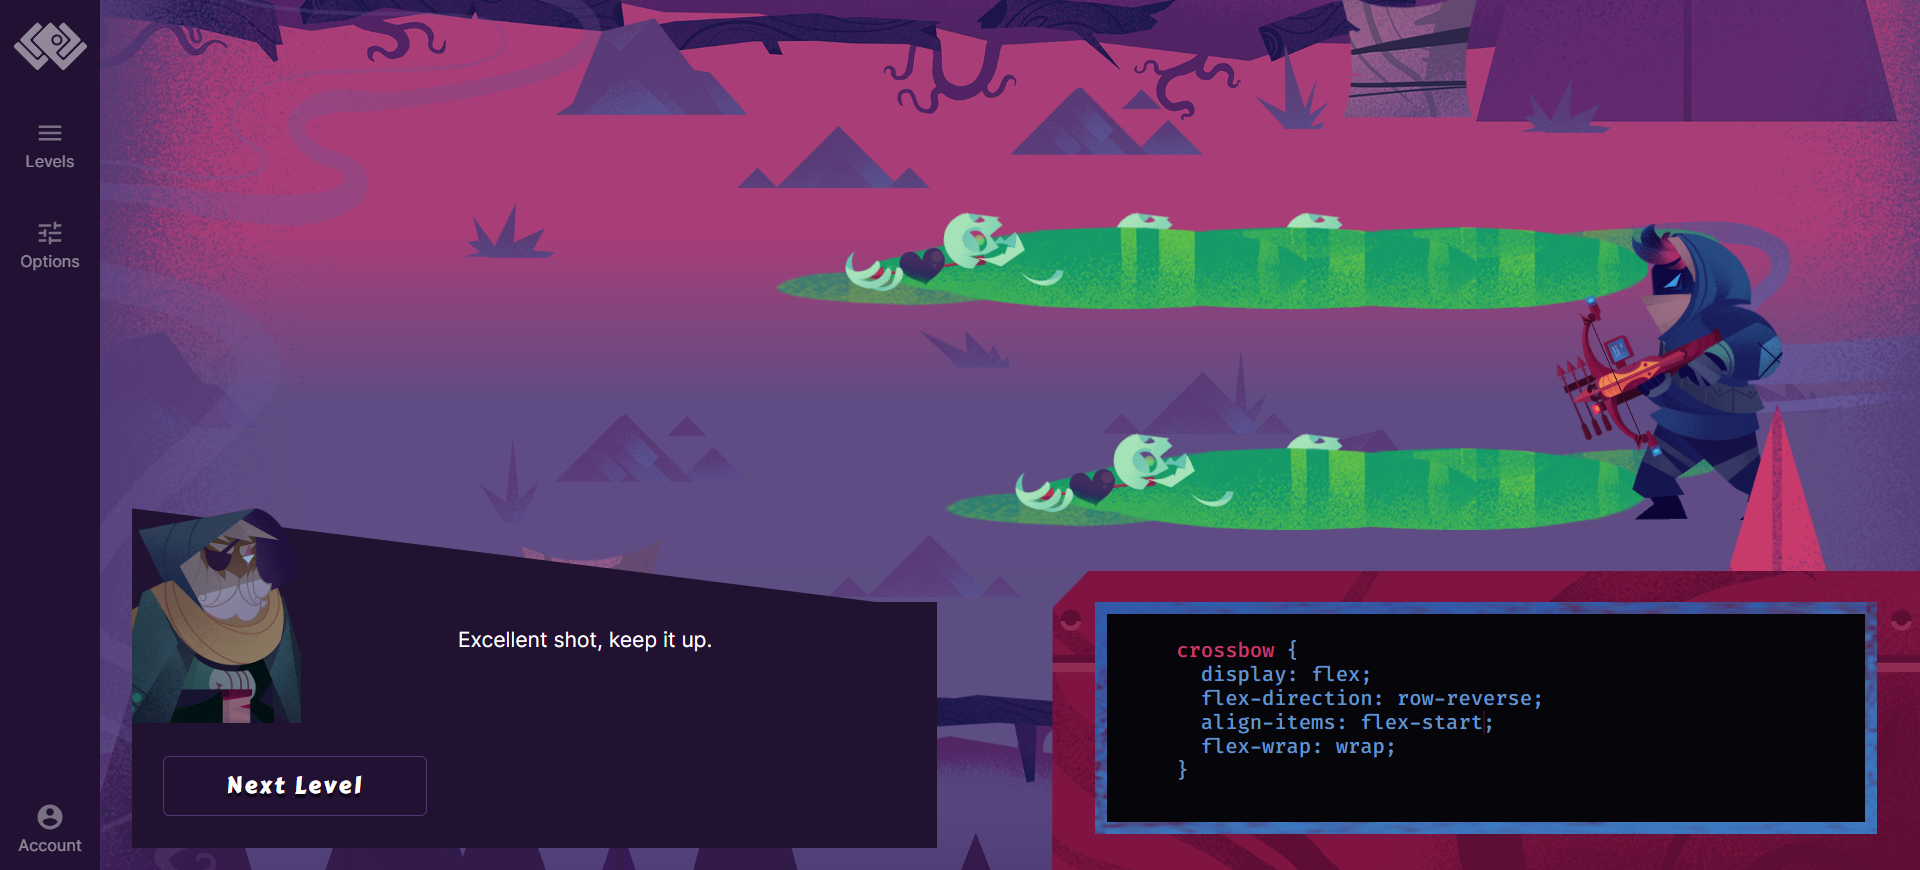 Levels
Options
Account
Excellent shot, keep it up.
Next Level
crossbow {
  display: flex;
  flex-direction: row-reverse;
  align-items: flex-start;
  flex-wrap: wrap;
}